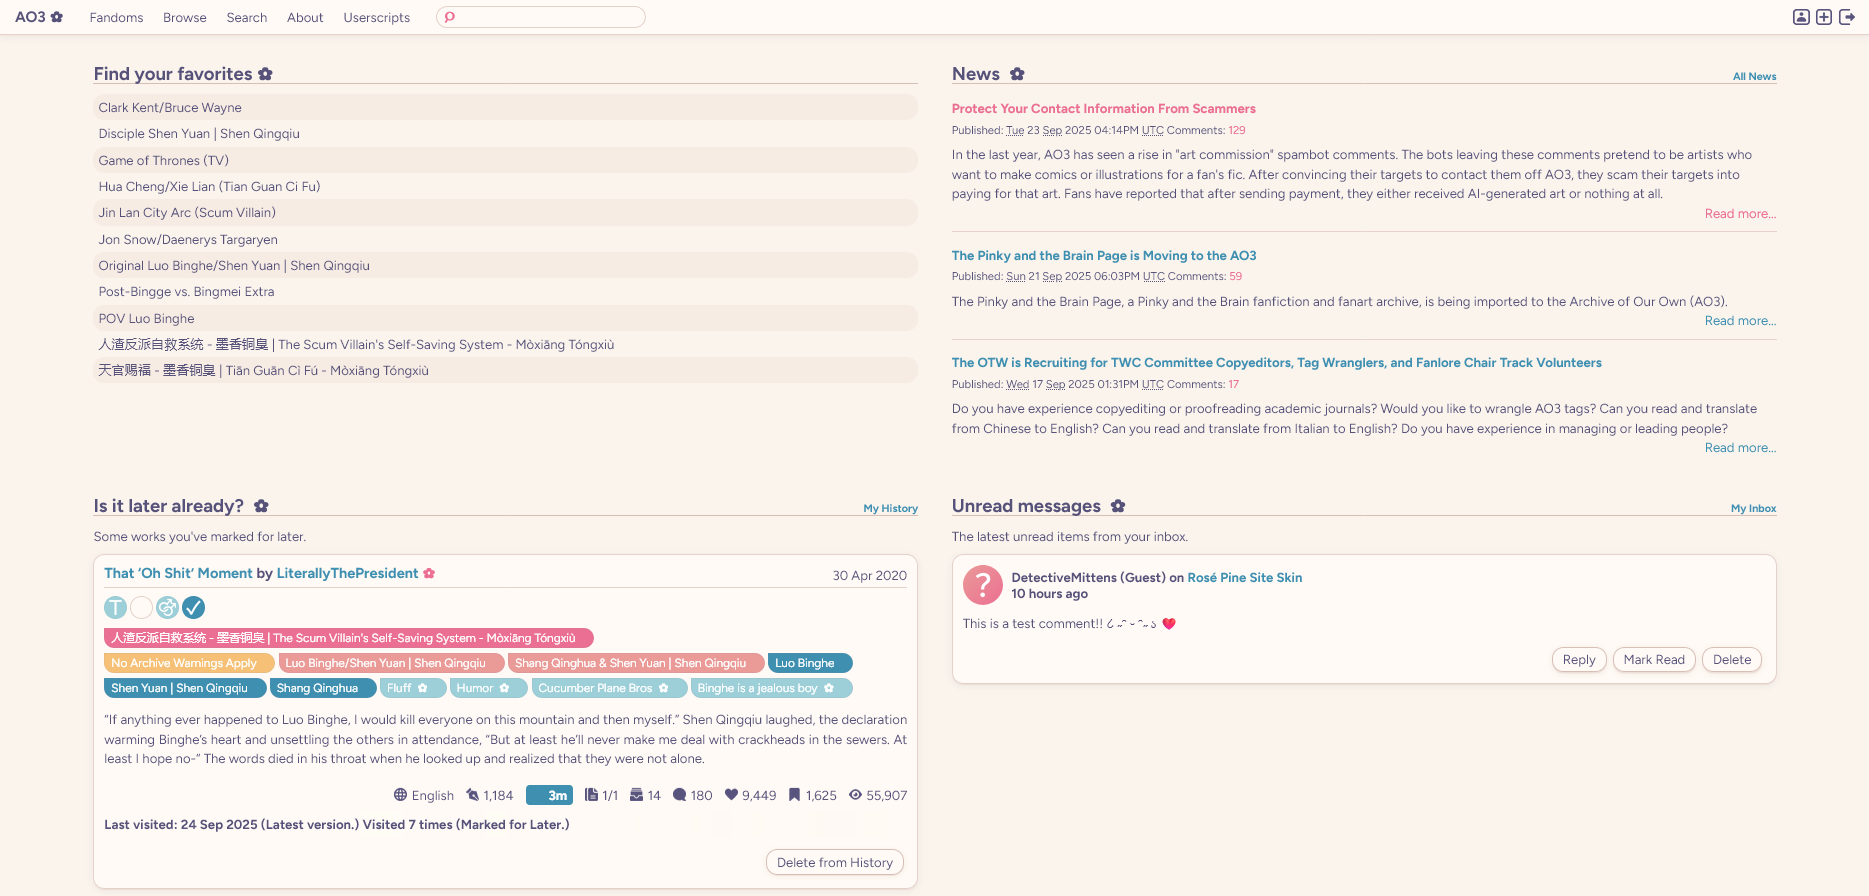 AO3 Fandoms Browse Search About Userscripts
Find your favorites
Clark Kent/Bruce Wayne
Disciple Shen Yuan | Shen Qingqiu
Game of Thrones (TV)
Hua Cheng/Xie Lian (Tian Guan Ci Fu)
Jin Lan City Arc (Scum Villain)
Jon Snow/Daenerys Targaryen
Original Luo Binghe/Shen Yuan | Shen Qingqiu
Post-Bingge vs. Bingmei Extra
POV Luo Binghe
人渣反派自救系统 - 墨香铜臭 | The Scum Villain's Self-Saving System - Mòxiāng Tóngxiù
天官赐福 - 墨香铜臭 | Tiān Guān Cì Fú - Mòxiāng Tóngxiù
News All News
Protect Your Contact Information From Scammers
Published: Tue 23 Sep 2025 04:14PM UTC Comments: 129
In the last year, AO3 has seen a rise in "art commission" spambot comments. The bots leaving these comments pretend to be artists who
want to make comics or illustrations for a fan's fic. After convincing their targets to contact them off AO3, they scam their targets into
paying for that art. Fans have reported that after sending payment, they either received AI-generated art or nothing at all.
Read more...
The Pinky and the Brain Page is Moving to the AO3
Published: Sun 21 Sep 2025 06:03PM UTC Comments: 59
The Pinky and the Brain Page, a Pinky and the Brain fanfiction and fanart archive, is being imported to the Archive of Our Own (AO3).
Read more...
The OTW is Recruiting for TWC Committee Copyeditors, Tag Wranglers, and Fanlore Chair Track Volunteers
Published: Wed 17 Sep 2025 01:31PM UTC Comments: 17
Do you have experience copyediting or proofreading academic journals? Would you like to wrangle AO3 tags? Can you read and translate
from Chinese to English? Can you read and translate from Italian to English? Do you have experience in managing or leading people?
Read more...
Is it later already? My History
Some works you've marked for later.
That ‘Oh Shit’ Moment by LiterallyThePresident 30 Apr 2020
T
人渣反派自救系统 - 墨香铜臭 | The Scum Villain's Self-Saving System - Mòxiāng Tóngxiù
No Archive Warnings Apply Luo Binghe/Shen Yuan | Shen Qingqiu Shang Qinghua & Shen Yuan | Shen Qingqiu Luo Binghe
Shen Yuan | Shen Qingqiu Shang Qinghua Fluff Humor Cucumber Plane Bros Binghe is a jealous boy
“If anything ever happened to Luo Binghe, I would kill everyone on this mountain and then myself.” Shen Qingqiu laughed, the declaration
warming Binghe’s heart and unsettling the others in attendance, “But at least he’ll never make me deal with crackheads in the sewers. At
least I hope no-” The words died in his throat when he looked up and realized that they were not alone.
English 1,184 3m 1/1 14 180 9,449 1,625 55,907
Last visited: 24 Sep 2025 (Latest version.) Visited 7 times (Marked for Later.)
Delete from History
Unread messages My Inbox
The latest unread items from your inbox.
?
DetectiveMittens (Guest) on Rosé Pine Site Skin
10 hours ago
This is a test comment!! ૮ ˶ᵔ ᵕ ᵔ˶ ა ❤️
Reply Mark Read Delete